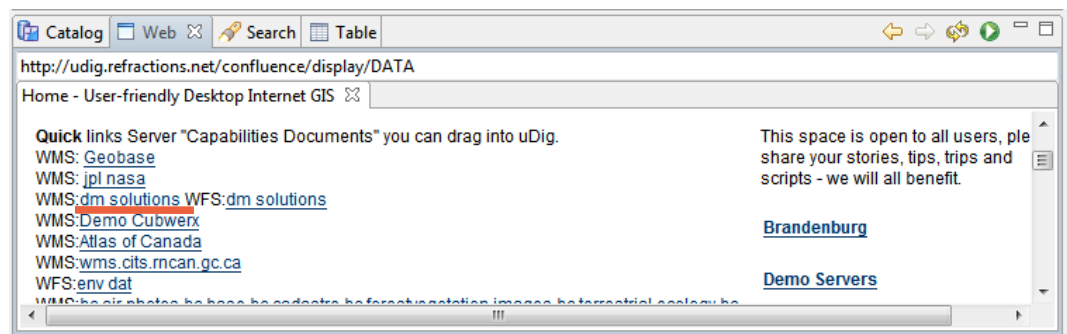 Catalog Web Search Table
http://udig.refractions.net/confluence/display/DATA
Home - User-friendly Desktop Internet GIS
Quick links Server "Capabilities Documents" you can drag into uDig.
WMS: Geobase
WMS: jpl nasa
WMS:dm solutions WFS:dm solutions
WMS:Demo Cubwerx
WMS:Atlas of Canada
WMS:wms.cits.rncan.gc.ca
WFS:env dat
This space is open to all users, ple
share your stories, tips, trips and
scripts - we will all benefit.
Brandenburg
Demo Servers